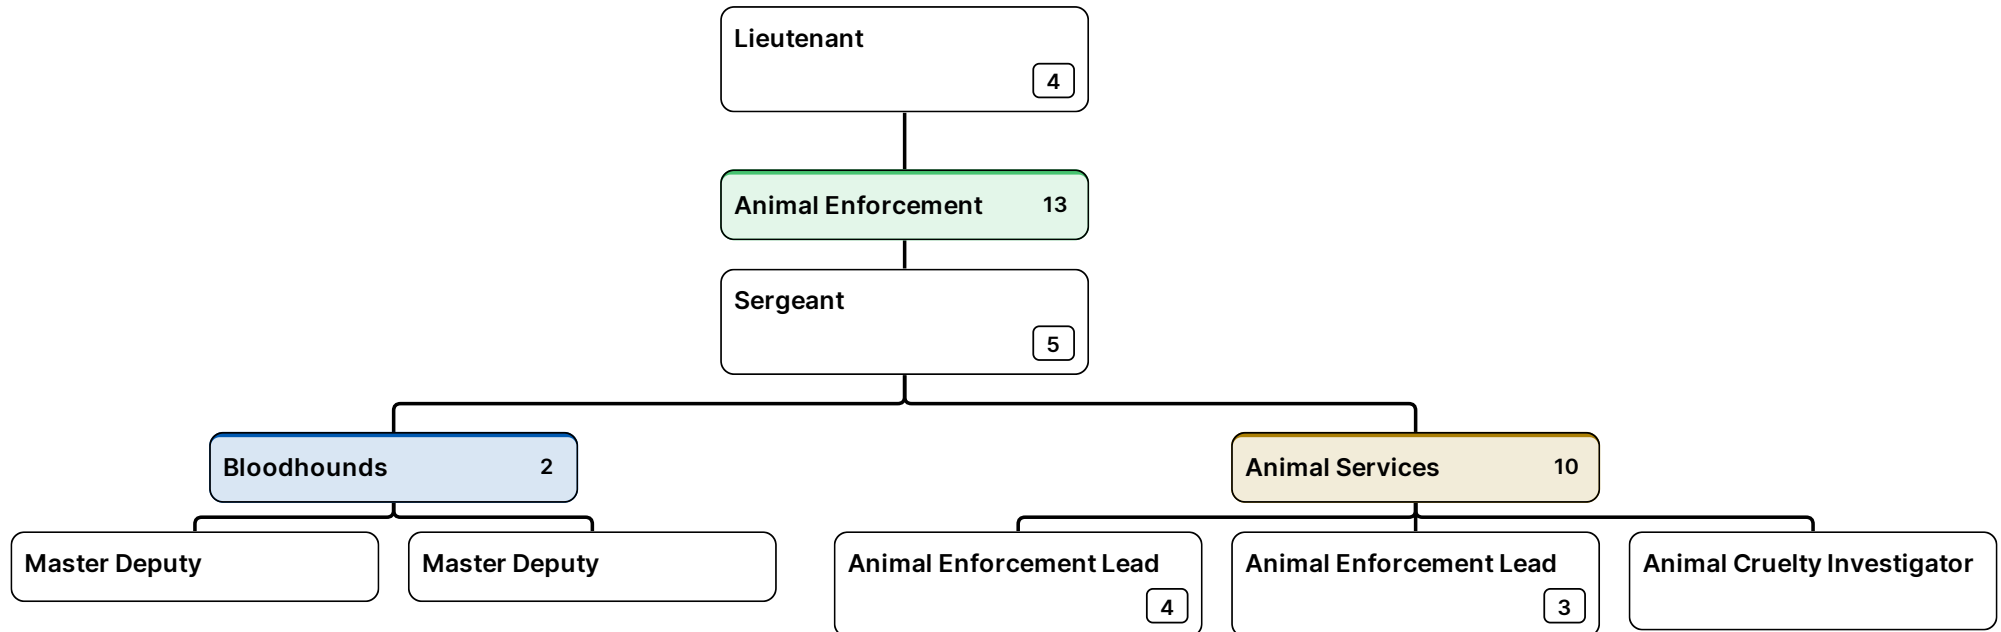 Lieutenant
4
Animal Enforcement 13
Sergeant
5
Bloodhounds 2
Animal Services 10
Master Deputy
Master Deputy
Animal Enforcement Lead
4
Animal Enforcement Lead
3
Animal Cruelty Investigator